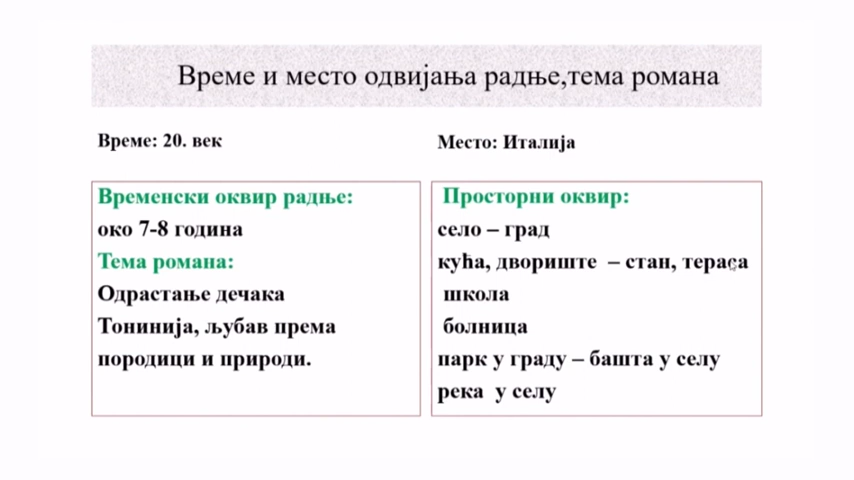 Време и место одвијања радње,тема романа
Време: 20. век
Место: Италија
Временски оквир радње:
око 7-8 година
Тема романа:
Одрастање дечака
Тонинија, љубав према
породици и природи.
Просторни оквир:
село – град
кућа, двориште – стан, тераса
школа
болница
парк у граду – башта у селу
река у селу